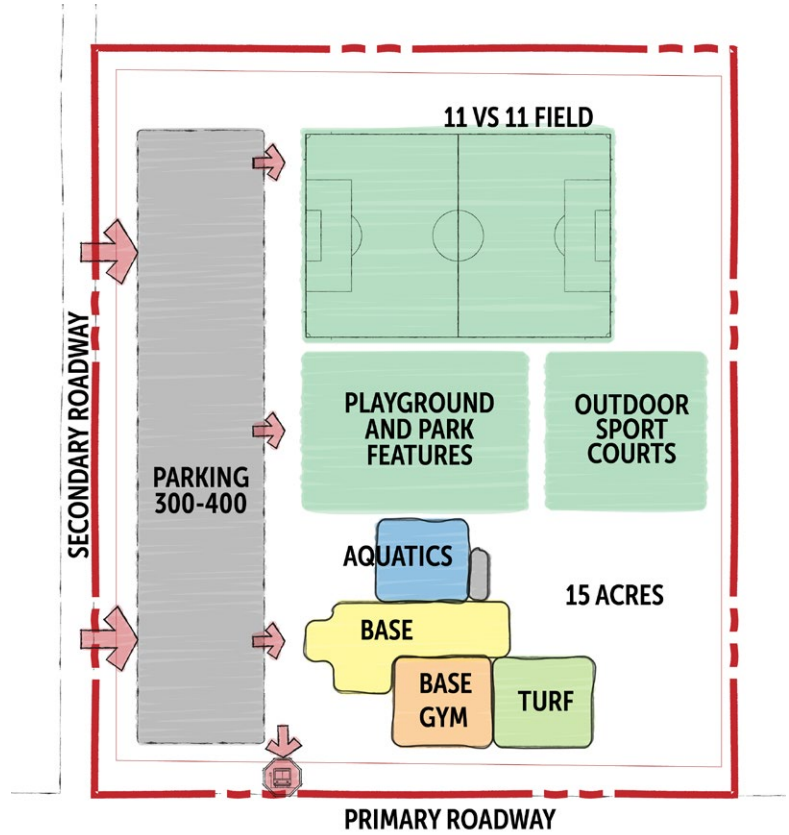 11 VS 11 FIELD
SECONDARY ROADWAY
PARKING
300-400
PLAYGROUND
AND PARK
FEATURES
OUTDOOR
SPORT
COURTS
AQUATICS
15 ACRES
BASE
BASE
GYM
TURF
PRIMARY ROADWAY